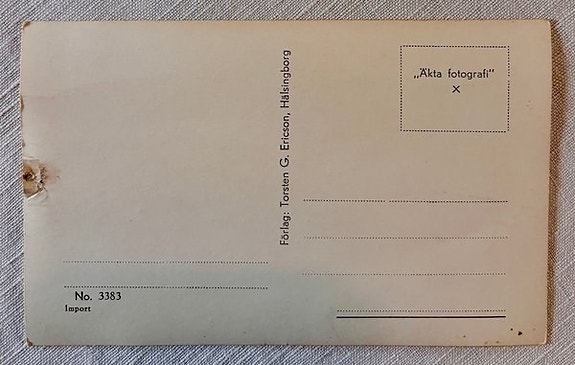 „Äkta fotografi"
×
Förlag: Torsten G. Ericson, Hälsingborg
No. 3383
Import